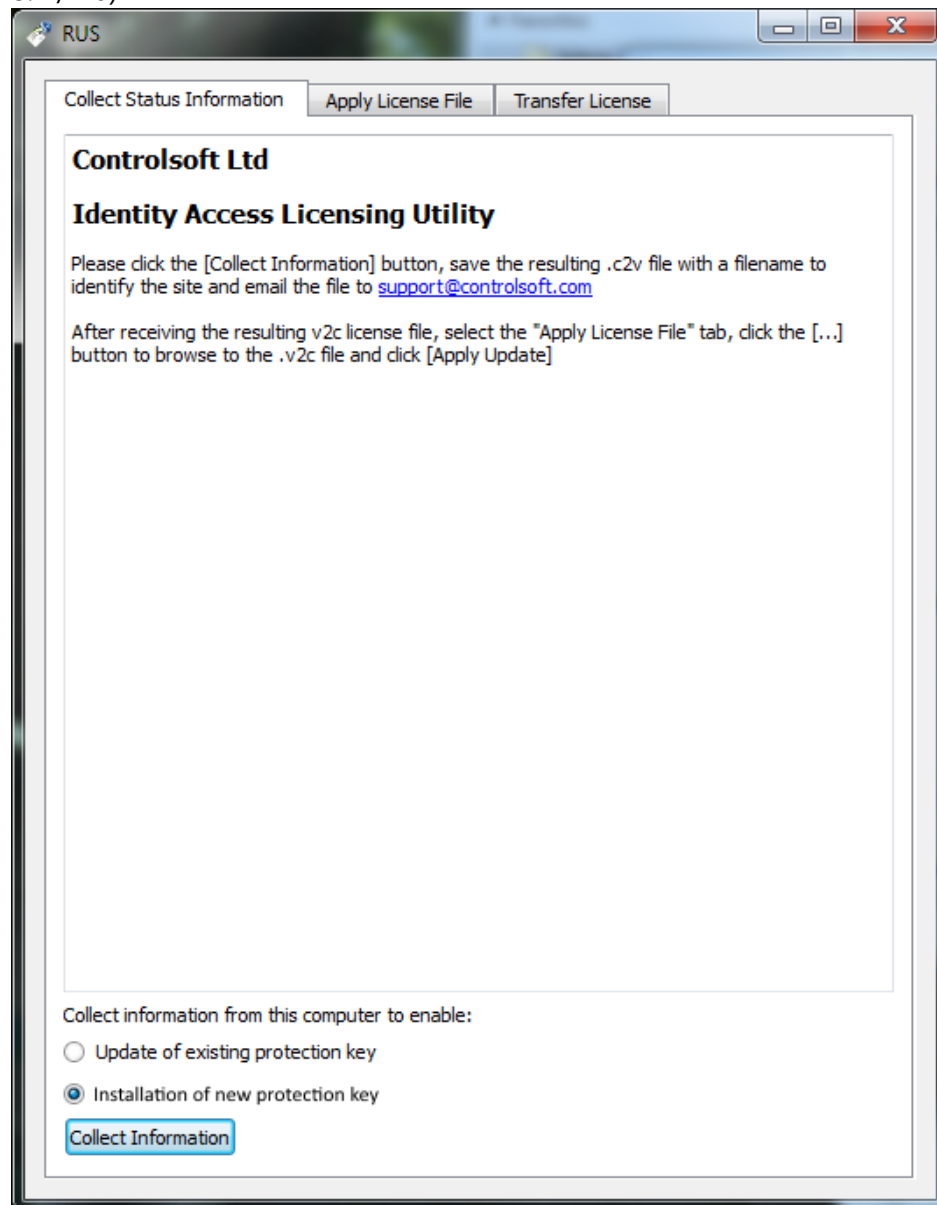 RUS
Collect Status Information
Apply License File
Transfer License
Controlsoft Ltd
Identity Access Licensing Utility
Please click the [Collect Information] button, save the resulting .c2v file with a filename to
identify the site and email the file to support@controlsoft.com
After receiving the resulting v2c license file, select the "Apply License File" tab, click the [...]
button to browse to the .v2c file and click [Apply Update]
Collect information from this computer to enable:
Update of existing protection key
Installation of new protection key
Collect Information